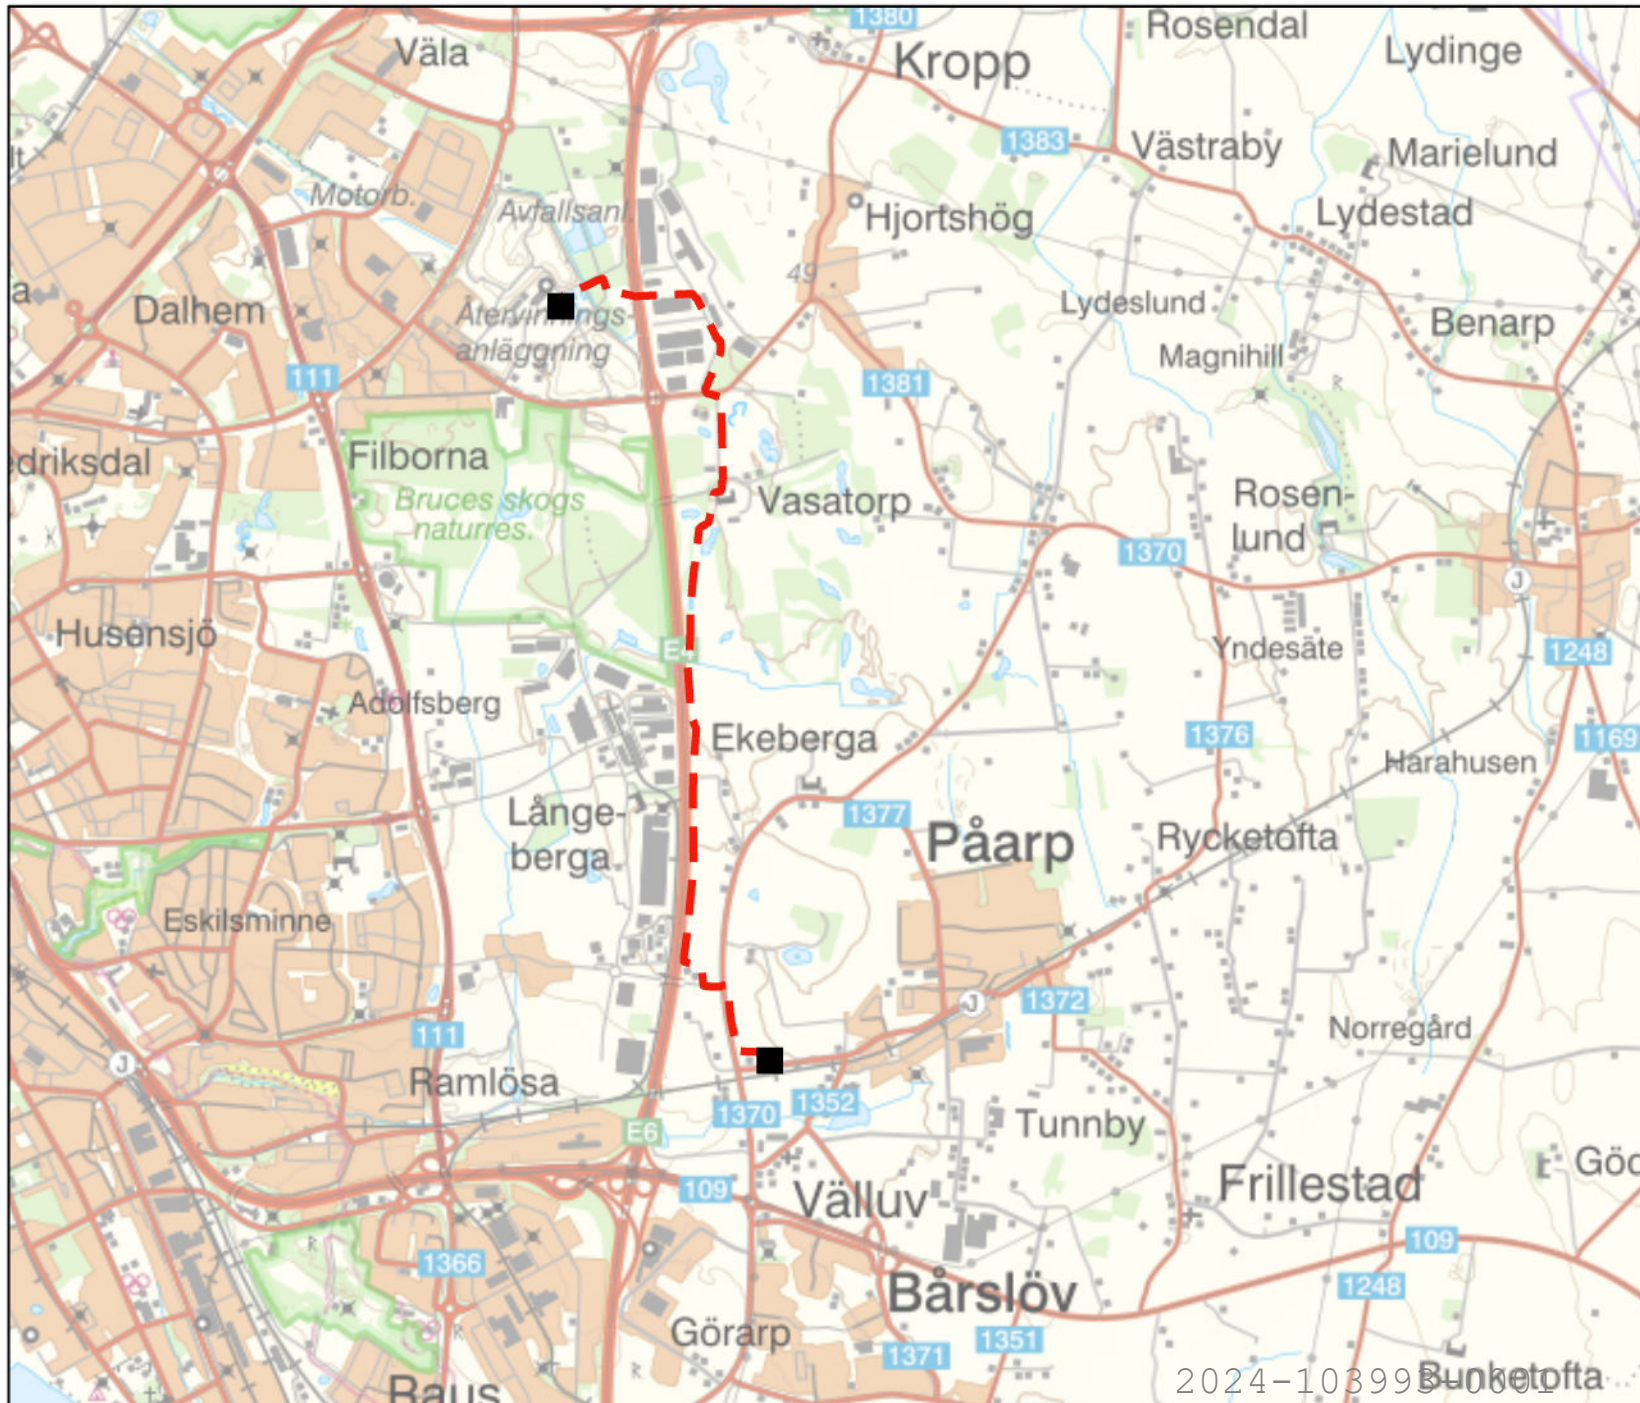 1380
Rosendal
Väla
Kropp
Lydinge
1383
Västraby
Marielund
lt
Motorb.
Avfallsanl.
Hjortshög
Lydestad
49
a
Dalhem
Återvinnings-
anläggning
Lydeslund
Benarp
Magnihill
111
1381
edriksdal
Filborna
Bruces skogs
naturres.
Vasatorp
Rosen-
lund
1370
J
Husensjö
E4
Yndesäte
1248
Adolfsberg
Ekeberga
1376
1169
Harahusen
Långe-
berga
1377
Påarp
Rycketofta
Eskilsminne
J
1372
111
Norregård
J
Ramlösa
1370
1352
E6
Tunnby
109
Välluv
Frillestad
Göd
1366
109
Bårslöv
1248
Görarp
1351
1371
Raus
Bunketofta